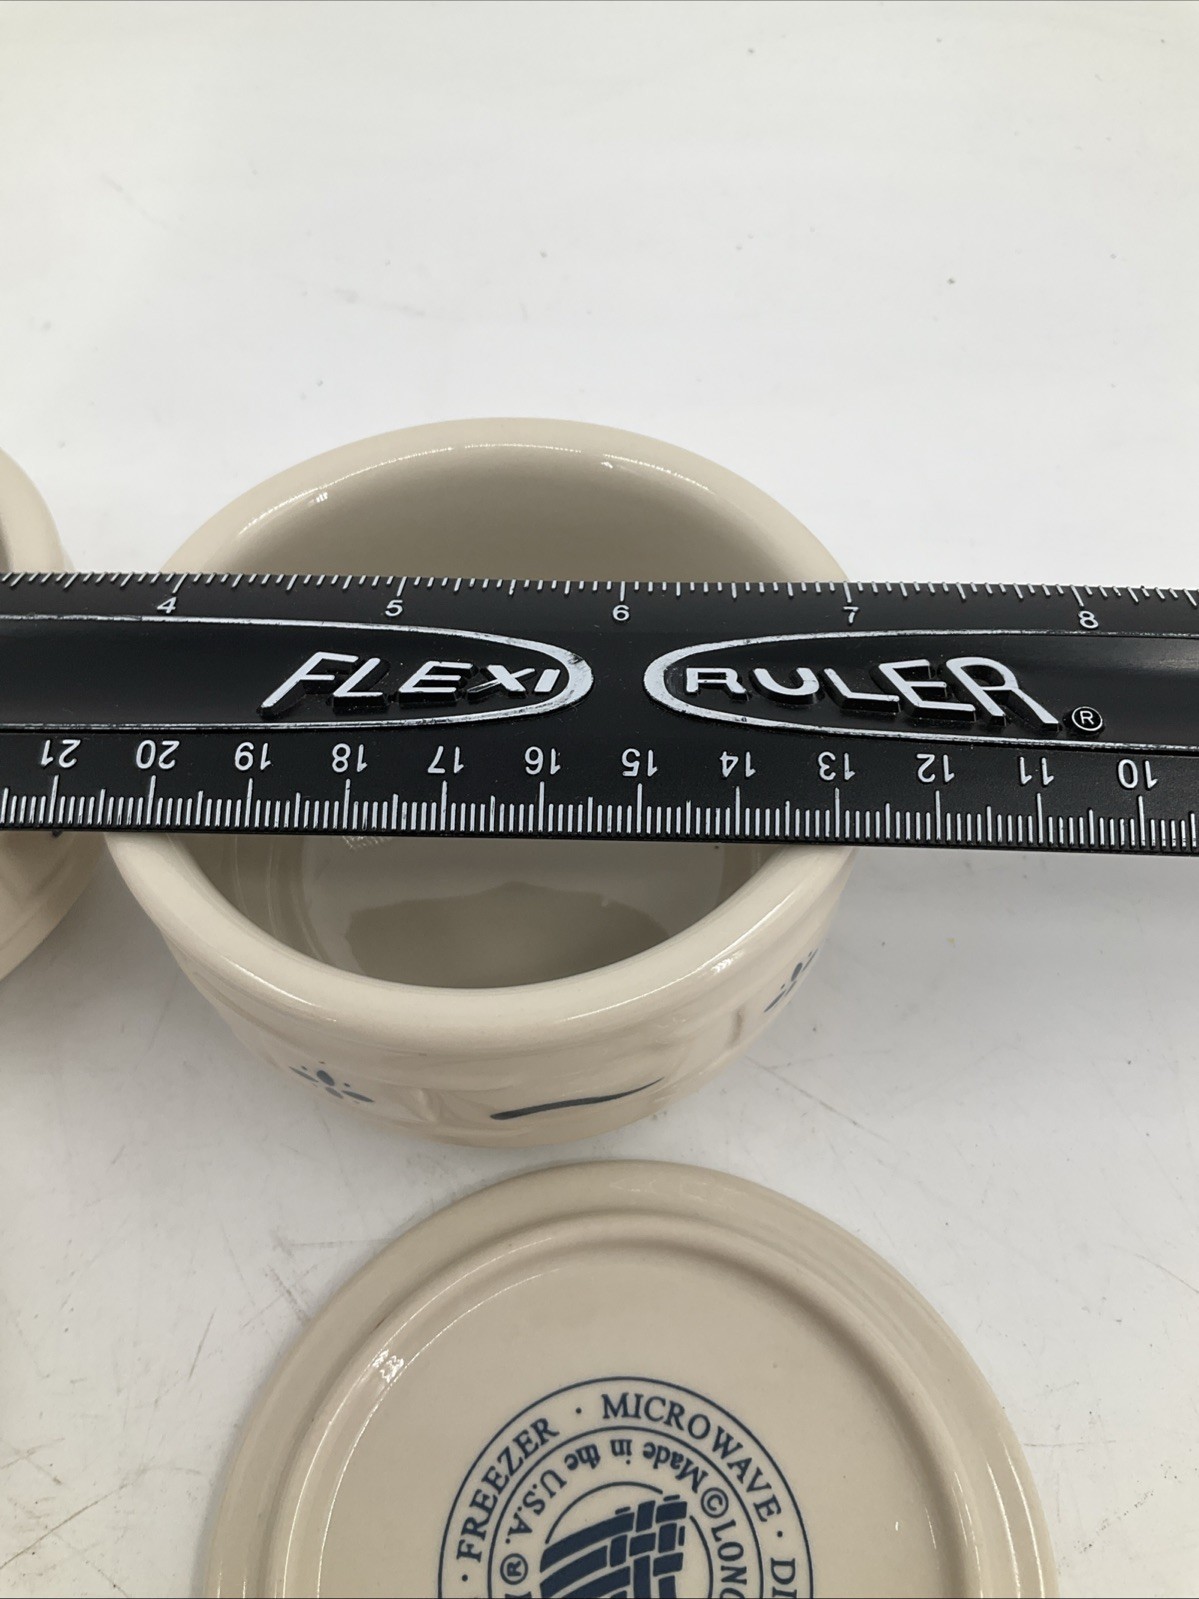 4 5 6 7 8
FLEXI RULER ®
21 20 19 18 17 16 15 14 13 12 11 10
FREEZER · MICROWAVE ·
Made in the U.S.A. ®
©